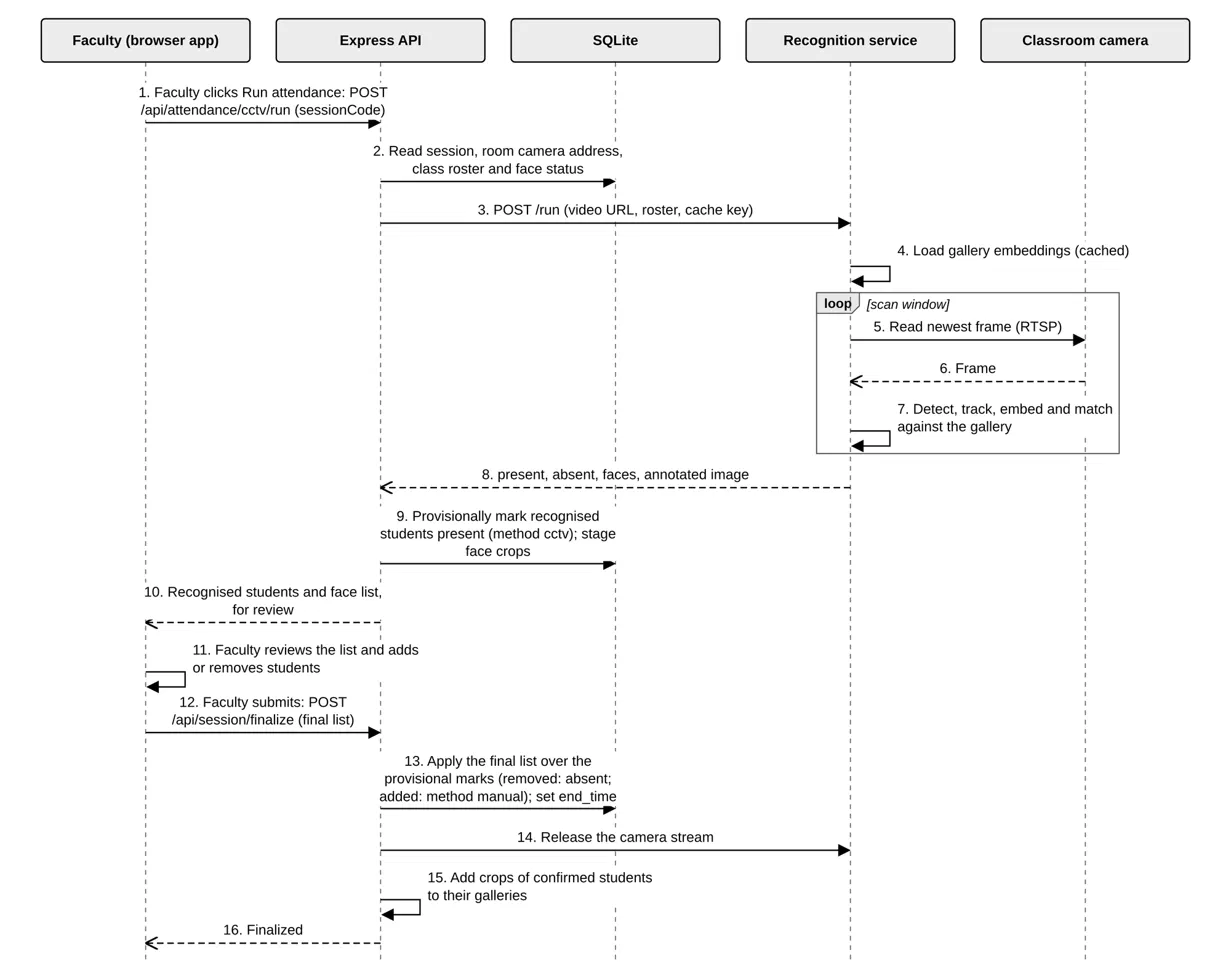 Faculty (browser app)
Express API
SQLite
Recognition service
Classroom camera
1. Faculty clicks Run attendance: POST
/api/attendance/cctv/run (sessionCode)
2. Read session, room camera address,
class roster and face status
3. POST /run (video URL, roster, cache key)
4. Load gallery embeddings (cached)
loop
[scan window]
5. Read newest frame (RTSP)
6. Frame
7. Detect, track, embed and match
against the gallery
8. present, absent, faces, annotated image
9. Provisionally mark recognised
students present (method cctv); stage
face crops
10. Recognised students and face list,
for review
11. Faculty reviews the list and adds
or removes students
12. Faculty submits: POST
/api/session/finalize (final list)
13. Apply the final list over the
provisional marks (removed: absent;
added: method manual); set end_time
14. Release the camera stream
15. Add crops of confirmed students
to their galleries
16. Finalized